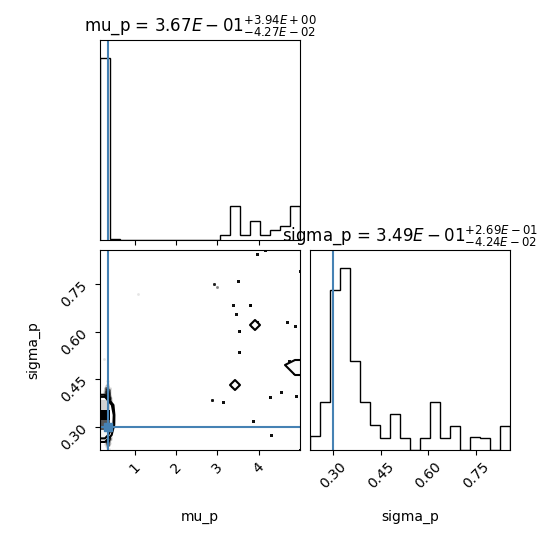 mu_p = 3.67E − 01+3.94E+00−4.27E−02
sigma_p = 3.49E − 01+2.69E−01−4.24E−02
sigma_p
0.75
0.60
0.45
0.30
1 2 3 4
0.30 0.45 0.60 0.75
mu_p
sigma_p